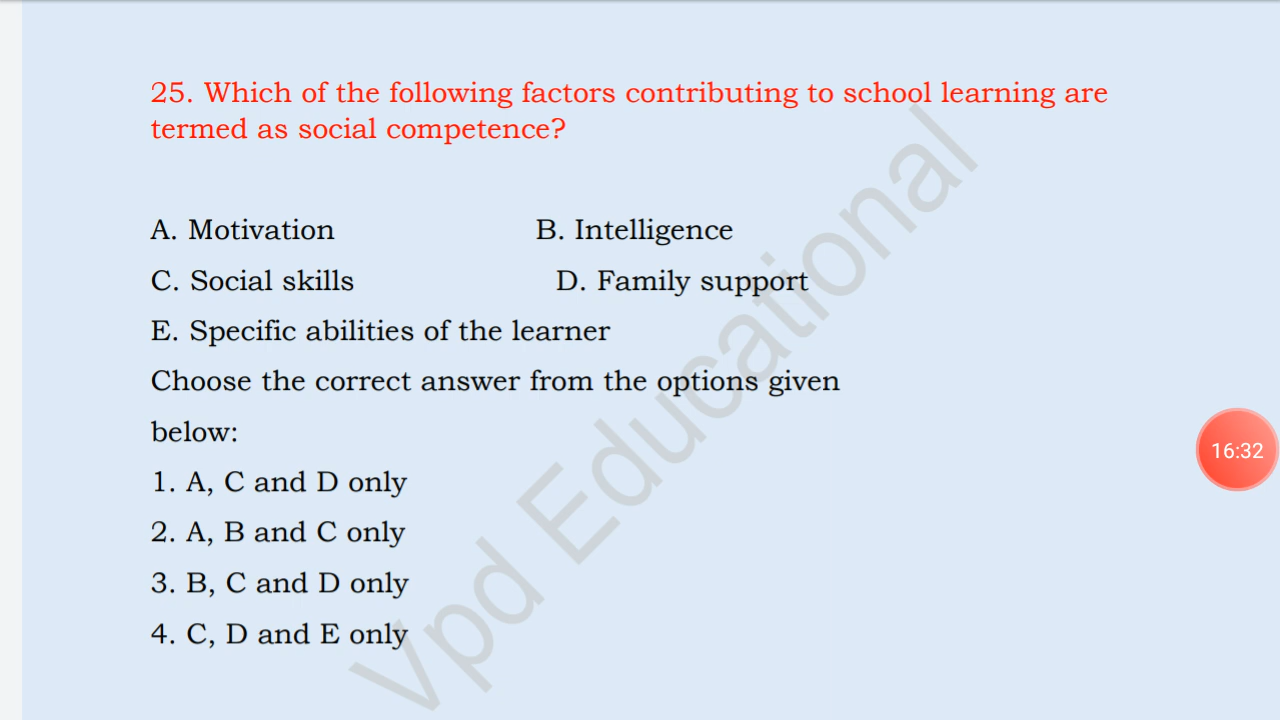 25. Which of the following factors contributing to school learning are
termed as social competence?
A. Motivation B. Intelligence
C. Social skills D. Family support
E. Specific abilities of the learner
Choose the correct answer from the options given
below:
1. A, C and D only
2. A, B and C only
3. B, C and D only
4. C, D and E only
Vpd Educational
16:32